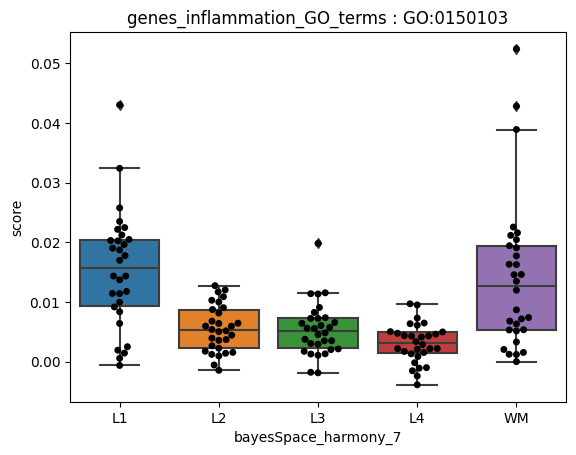 genes_inflammation_GO_terms : GO:0150103
score
0.05
0.04
0.03
0.02
0.01
0.00
L1 L2 L3 L4 WM
bayesSpace_harmony_7